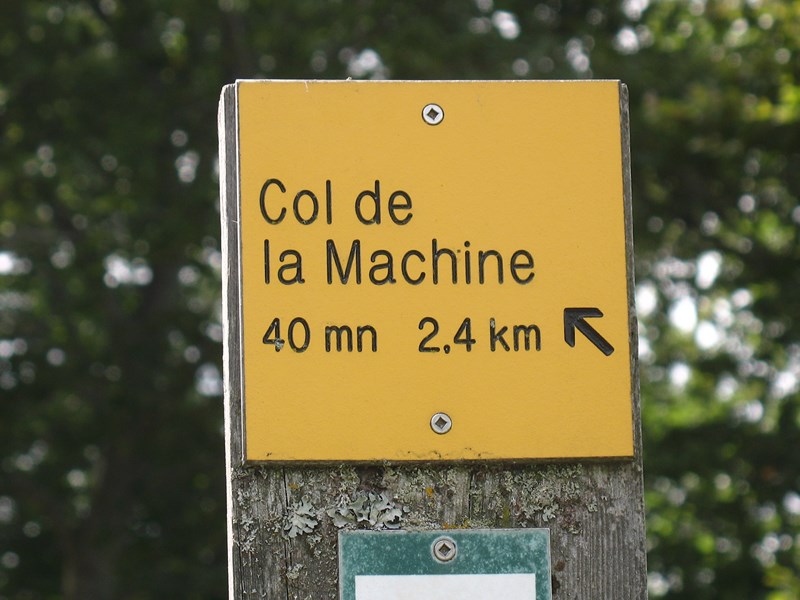 Col de
la Machine
40 mn 2,4 km